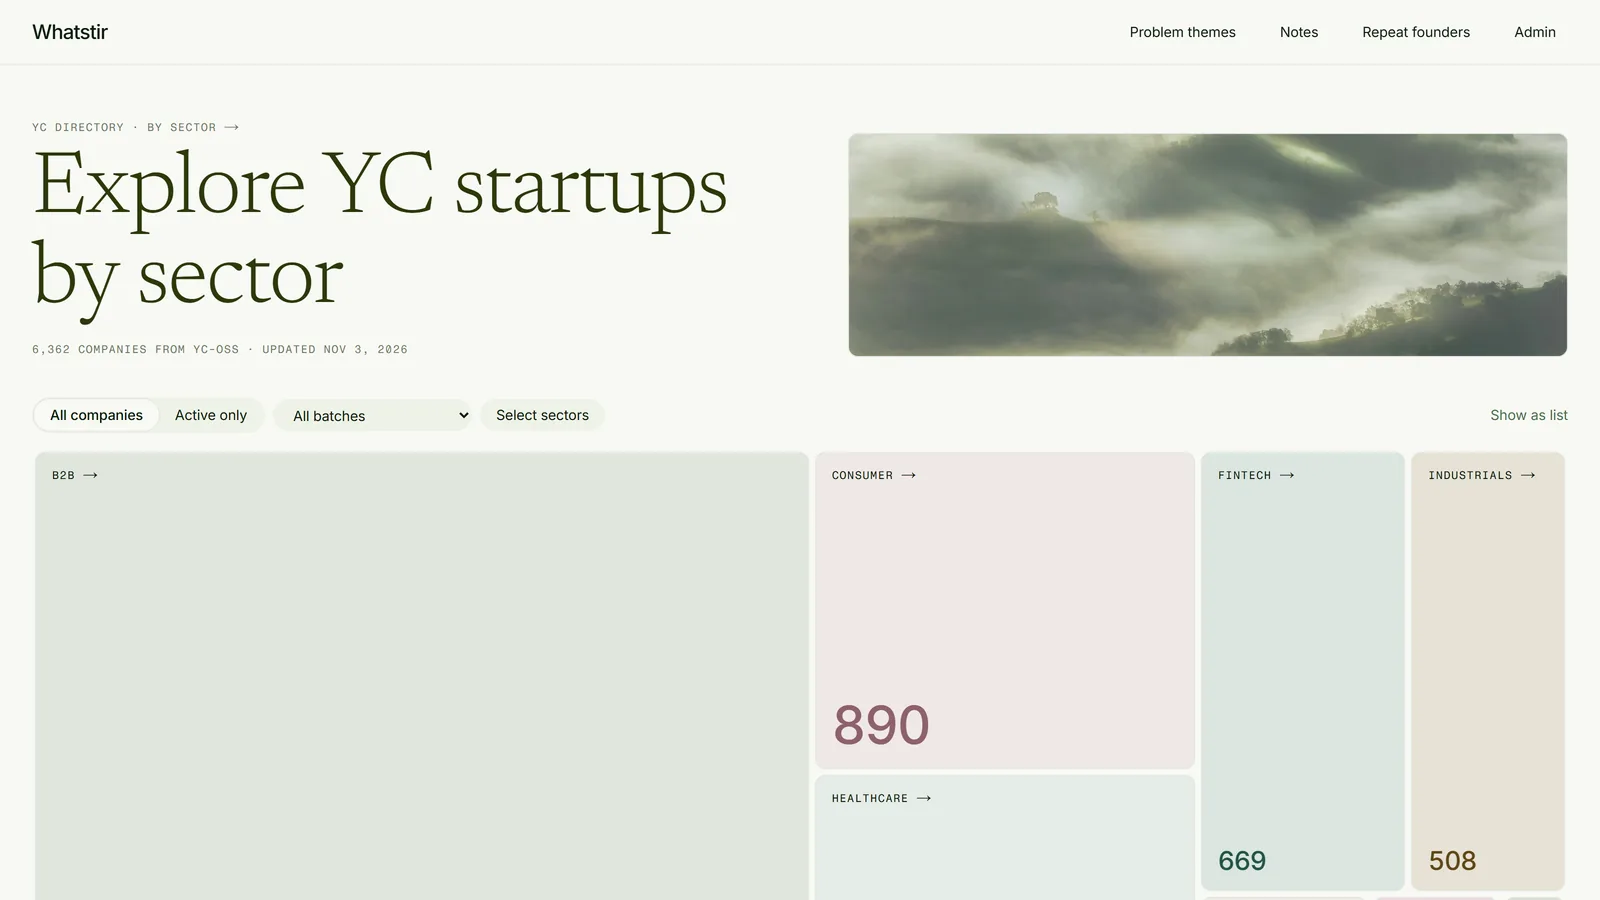 Whatstir
Problem themes
Notes
Repeat founders
Admin
YC DIRECTORY · BY SECTOR →
Explore YC startups
by sector
6,362 COMPANIES FROM YC-OSS · UPDATED NOV 3, 2026
All companies
Active only
All batches
Select sectors
Show as list
B2B →
CONSUMER →
890
HEALTHCARE →
FINTECH →
669
INDUSTRIALS →
508